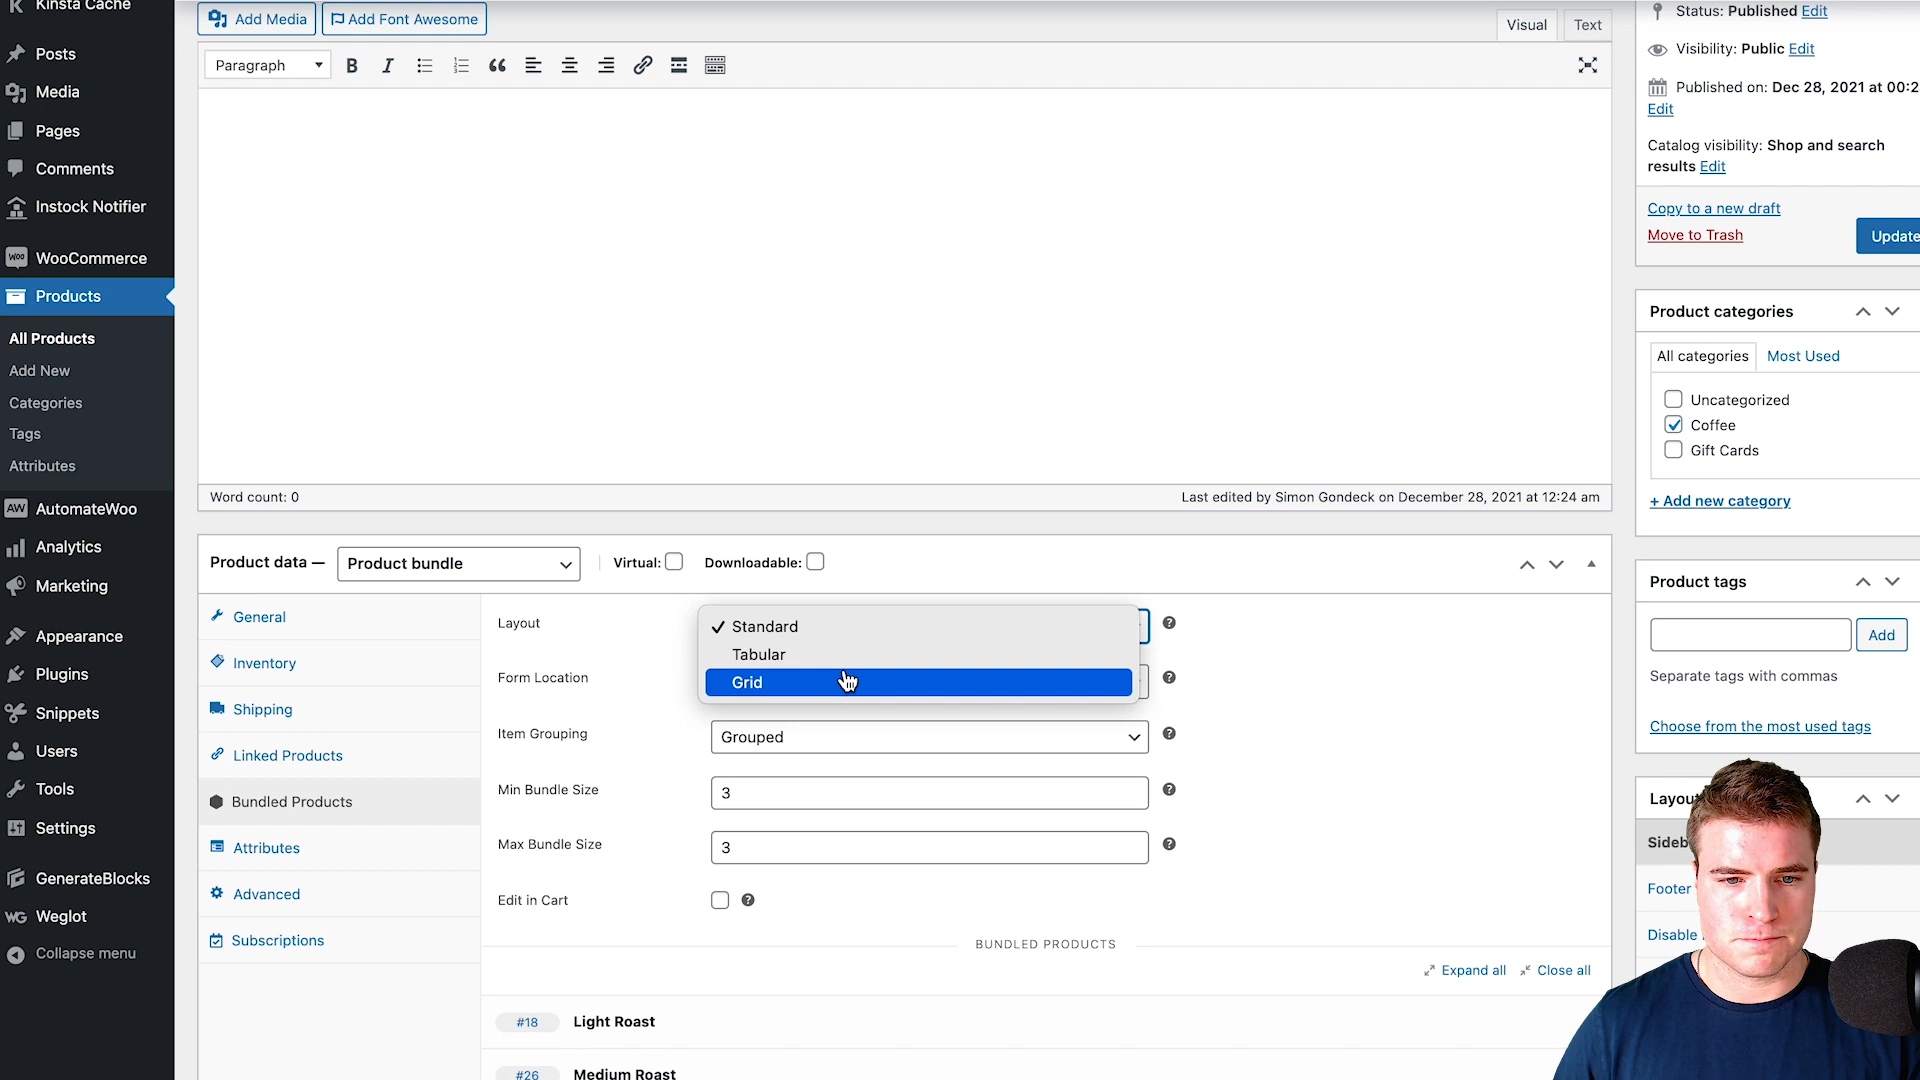 Kinsta Cache
Posts
Media
Pages
Comments
Instock Notifier
WooCommerce
Products
All Products
Add New
Categories
Tags
Attributes
AutomateWoo
Analytics
Marketing
Appearance
Plugins
Snippets
Users
Tools
Settings
GenerateBlocks
Weglot
Collapse menu
Add Media
Add Font Awesome
Visual
Text
Paragraph
Word count: 0
Last edited by Simon Gondeck on December 28, 2021 at 12:24 am
Product data — Product bundle
Virtual:
Downloadable:
General
Inventory
Shipping
Linked Products
Bundled Products
Attributes
Advanced
Subscriptions
Layout
Standard
Tabular
Grid
Form Location
Item Grouping
Grouped
Min Bundle Size
3
Max Bundle Size
3
Edit in Cart
BUNDLED PRODUCTS
Expand all
Close all
#18 Light Roast
#26 Medium Roast
Status: Published Edit
Visibility: Public Edit
Published on: Dec 28, 2021 at 00:2
Edit
Catalog visibility: Shop and search
results Edit
Copy to a new draft
Move to Trash
Update
Product categories
All categories
Most Used
Uncategorized
Coffee
Gift Cards
+ Add new category
Product tags
Add
Separate tags with commas
Choose from the most used tags
Layou
Sideb
Footer
Disable